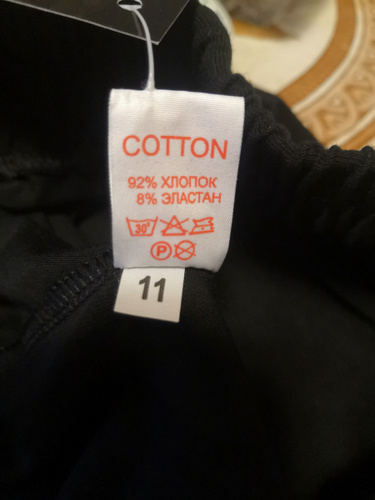 COTTON
92% ХЛОПОК
8% ЭЛАСТАН
30°
P
11